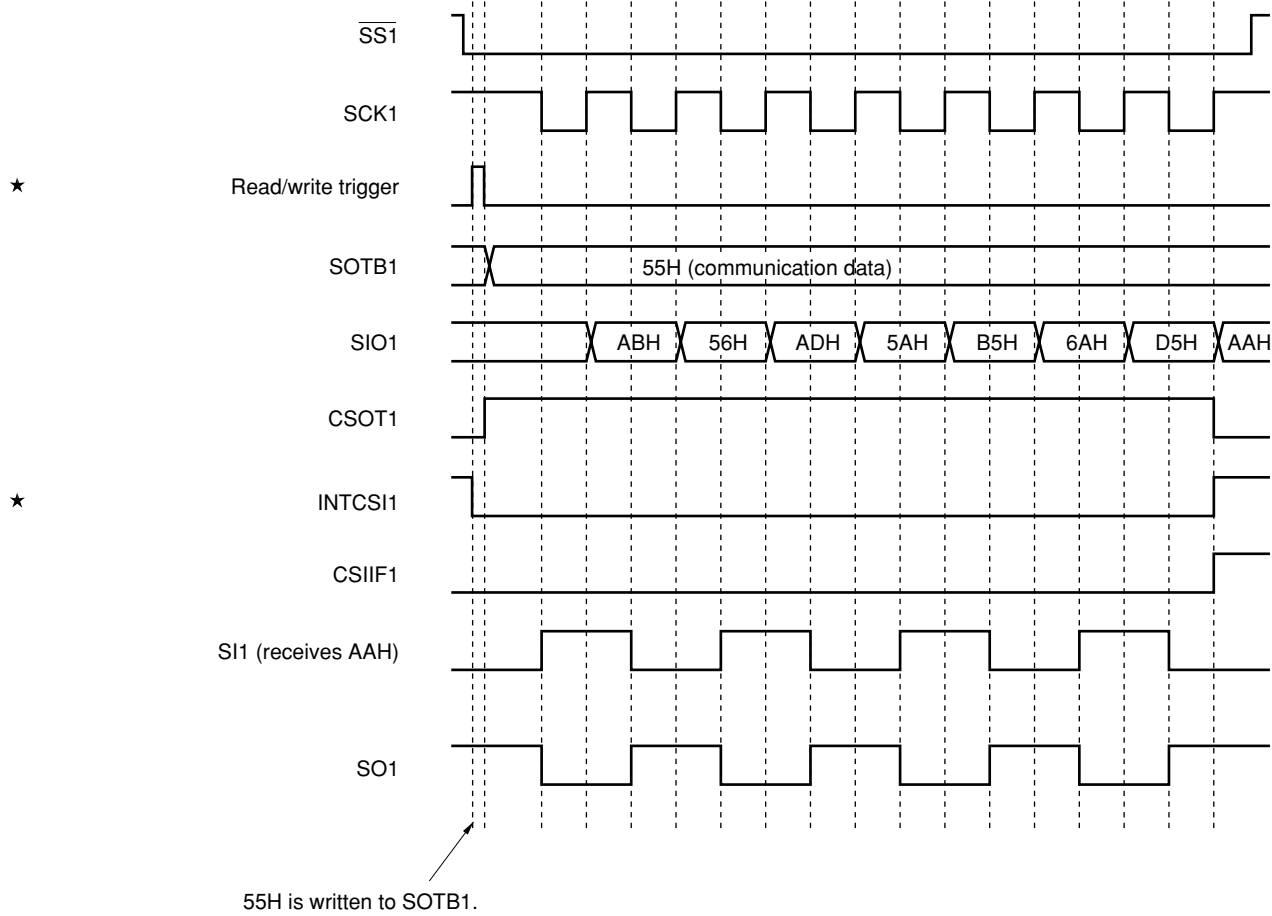 SS1
SCK1
★ Read/write trigger
SOTB1 55H (communication data)
SIO1 ABH 56H ADH 5AH B5H 6AH D5H AAH
CSOT1
★ INTCSI1
CSIIF1
SI1 (receives AAH)
SO1
55H is written to SOTB1.